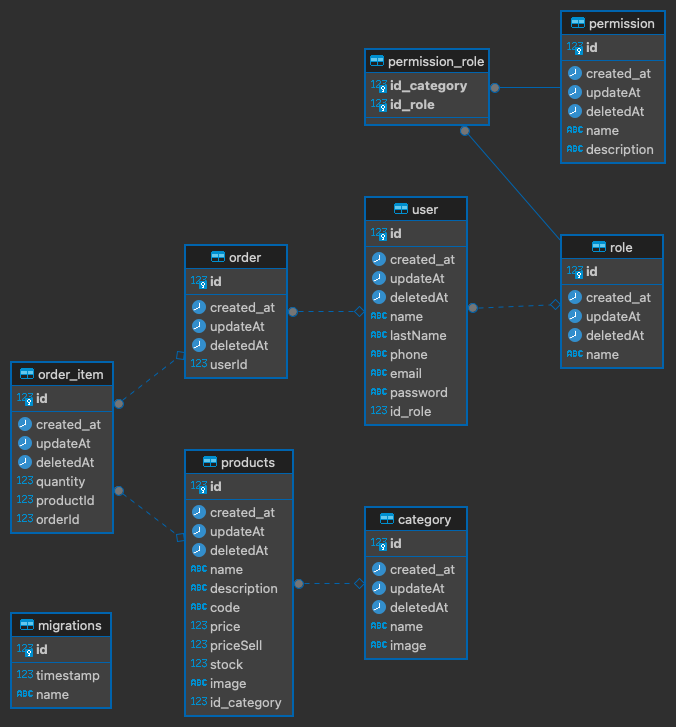 permission
123 id
created_at
updateAt
deletedAt
ABC name
ABC description
permission_role
123 id_category
123 id_role
user
123 id
created_at
updateAt
deletedAt
ABC name
ABC lastName
ABC phone
ABC email
ABC password
123 id_role
role
123 id
created_at
updateAt
deletedAt
ABC name
order
123 id
created_at
updateAt
deletedAt
123 userId
order_item
123 id
created_at
updateAt
deletedAt
123 quantity
123 productId
123 orderId
products
123 id
created_at
updateAt
deletedAt
ABC name
ABC description
ABC code
123 price
123 priceSell
123 stock
ABC image
123 id_category
category
123 id
created_at
updateAt
deletedAt
ABC name
ABC image
migrations
123 id
123 timestamp
ABC name